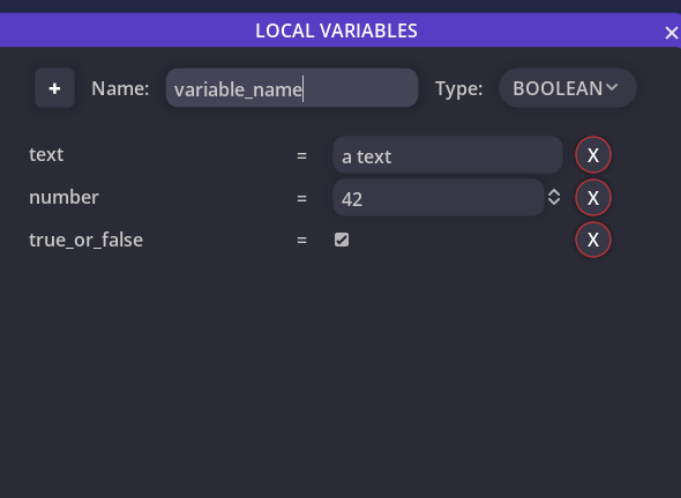 LOCAL VARIABLES
+ Name: variable_name Type: BOOLEAN
text = a text X
number = 42 X
true_or_false = X